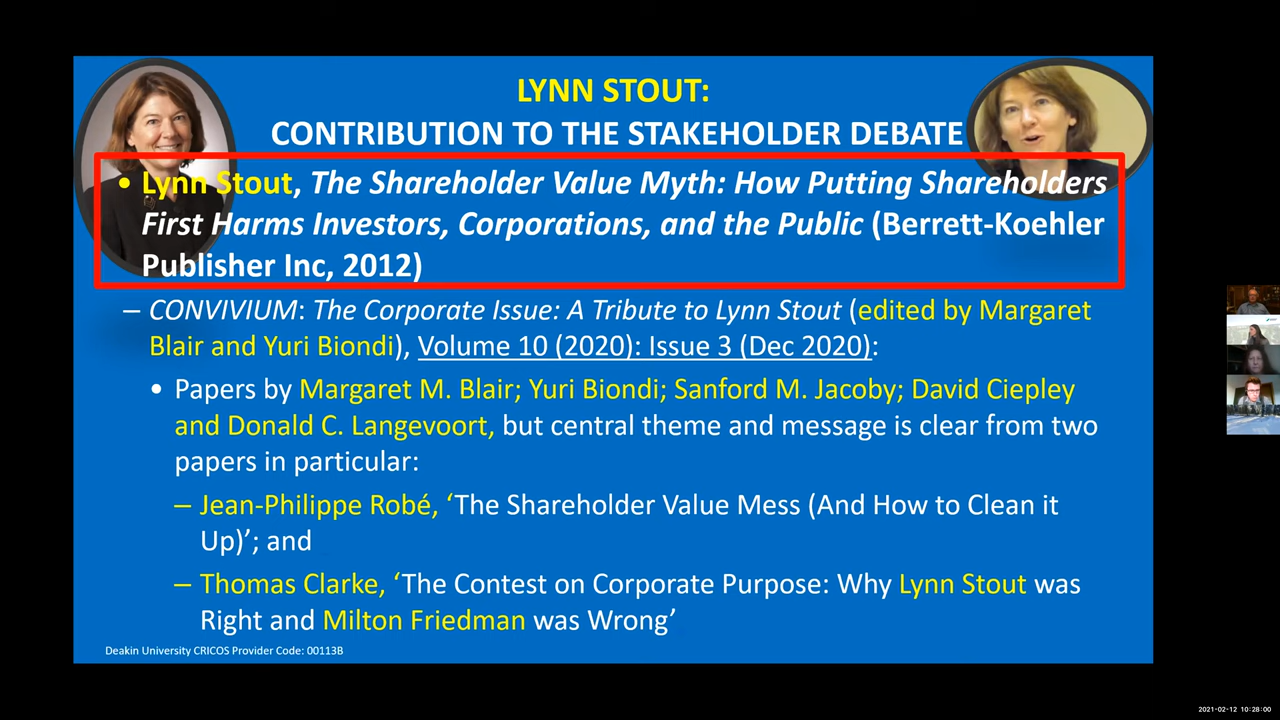 LYNN STOUT:
CONTRIBUTION TO THE STAKEHOLDER DEBATE
• Lynn Stout, The Shareholder Value Myth: How Putting Shareholders
First Harms Investors, Corporations, and the Public (Berrett-Koehler
Publisher Inc, 2012)
– CONVIVIUM: The Corporate Issue: A Tribute to Lynn Stout (edited by Margaret
Blair and Yuri Biondi), Volume 10 (2020): Issue 3 (Dec 2020):
• Papers by Margaret M. Blair; Yuri Biondi; Sanford M. Jacoby; David Ciepley
and Donald C. Langevoort, but central theme and message is clear from two
papers in particular:
– Jean-Philippe Robé, ‘The Shareholder Value Mess (And How to Clean it
Up)’; and
– Thomas Clarke, ‘The Contest on Corporate Purpose: Why Lynn Stout was
Right and Milton Friedman was Wrong’
Deakin University CRICOS Provider Code: 00113B
2021-02-12 10:28:00